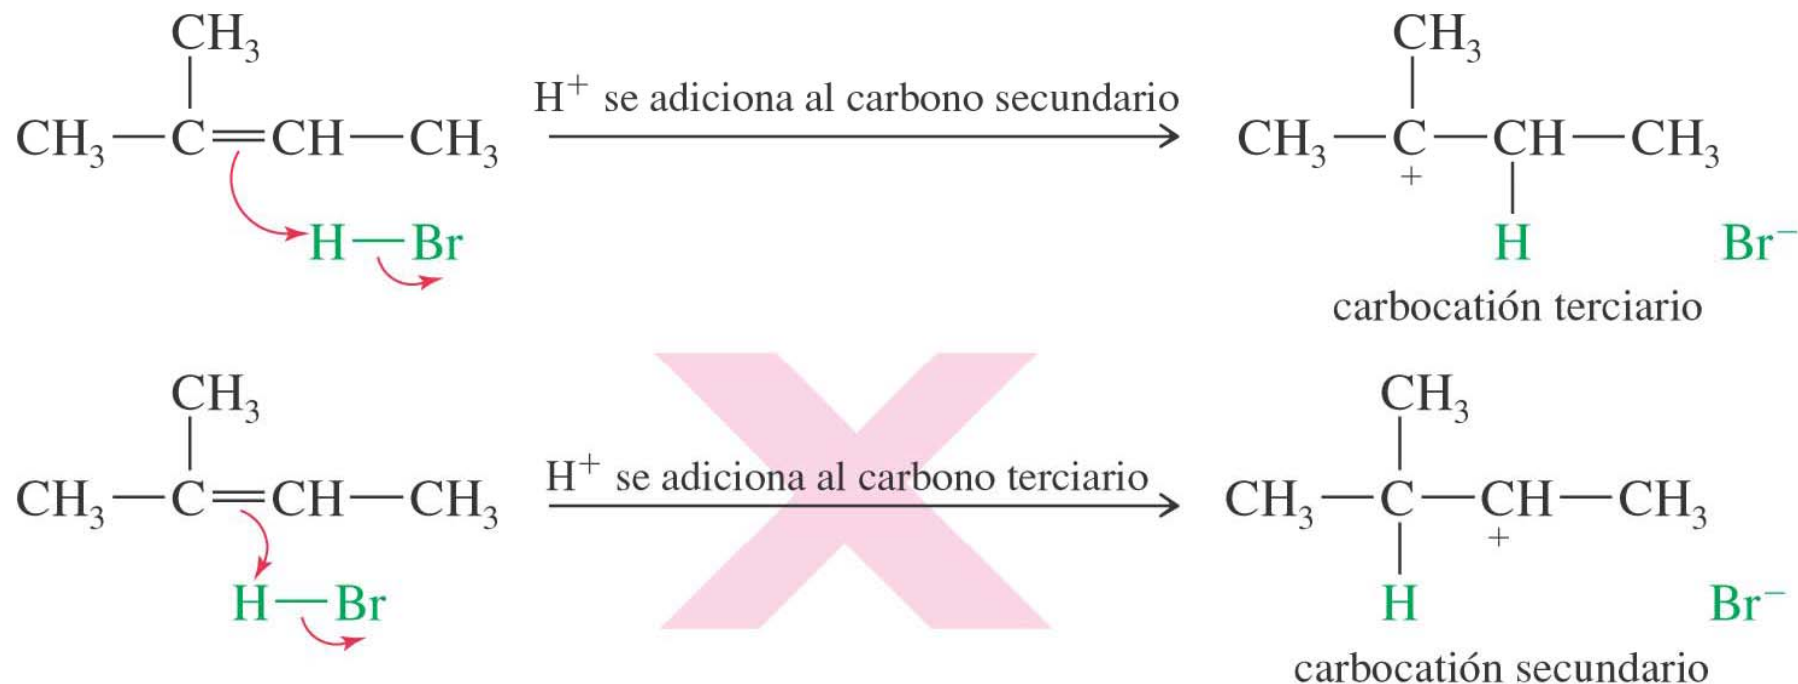 CH₃
H⁺ se adiciona al carbono secundario
CH₃—C=CH—CH₃
H—Br
CH₃
CH₃—C—CH—CH₃
+
H Br⁻
carbocatión terciario
CH₃
H⁺ se adiciona al carbono terciario
CH₃—C=CH—CH₃
H—Br
CH₃
CH₃—C—CH—CH₃
+
H Br⁻
carbocatión secundario